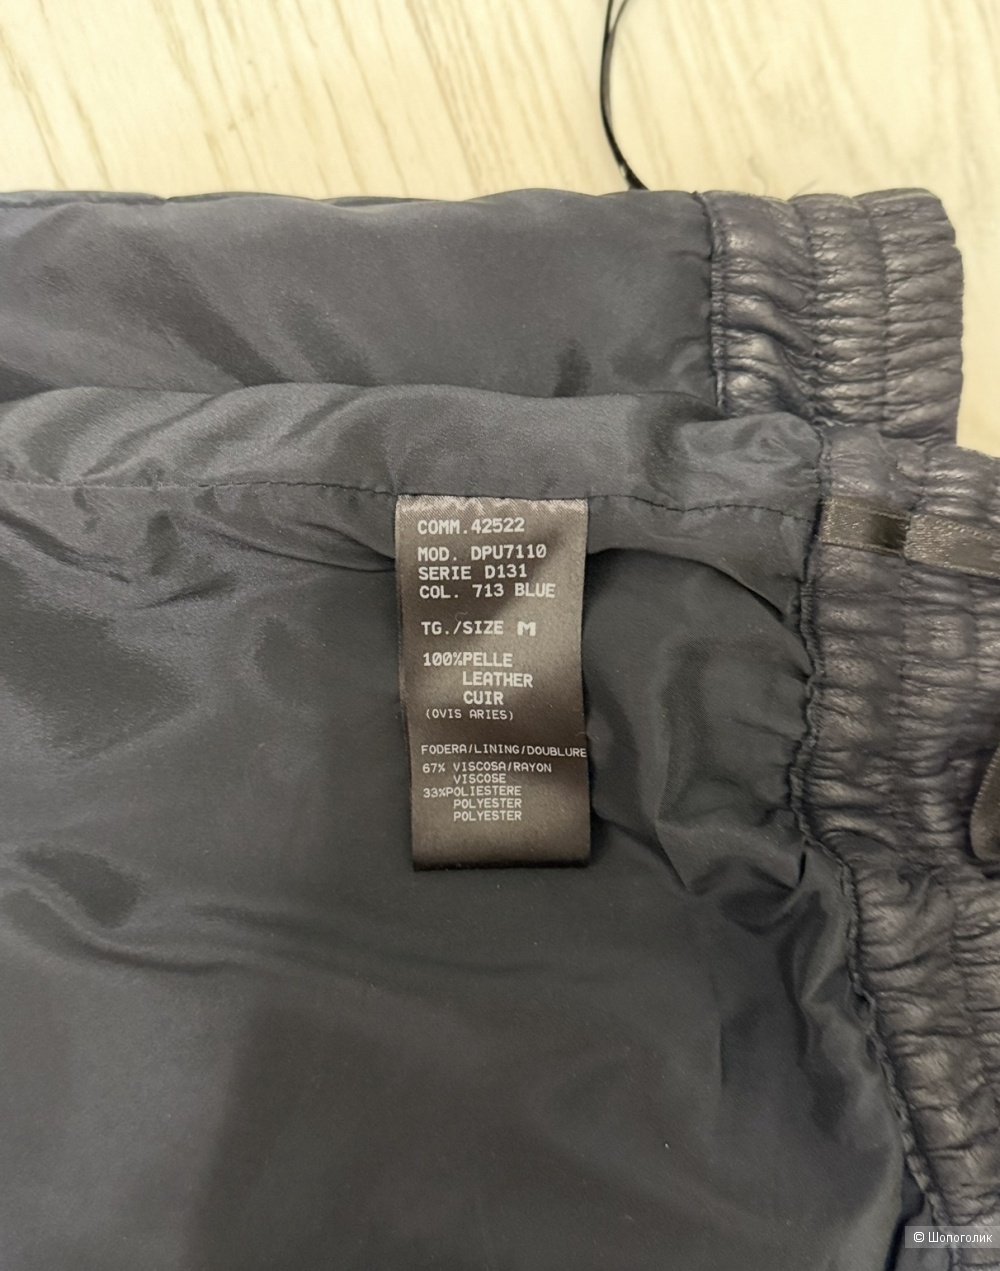 COMM.42522
MOD. DPU7110
SERIE D131
COL. 713 BLUE
TG./SIZE M
100%PELLE
LEATHER
CUIR
(OVIS ARIES)
FODERA/LINING/DOUBLURE
67% VISCOSA/RAYON
VISCOSE
33%POLIESTERE
POLYESTER
POLYESTER
© Шопоголик